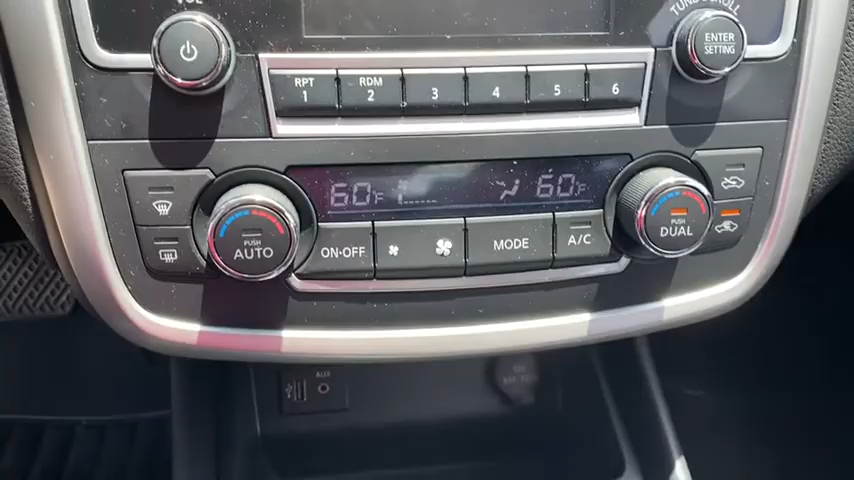 VOL
TUNE/SCROLL
ENTER
SETTING
RPT
1
RDM
2
3
4
5
6
60°F
60°F
PUSH
AUTO
ON·OFF
MODE
A/C
PUSH
DUAL
AUX